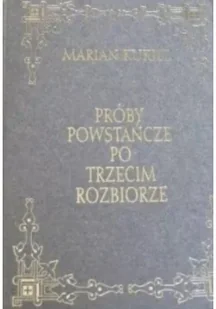 MARIAN KUKIEL
PRÓBY
POWSTAŃCZE
PO
TRZECIM
ROZBIORZE